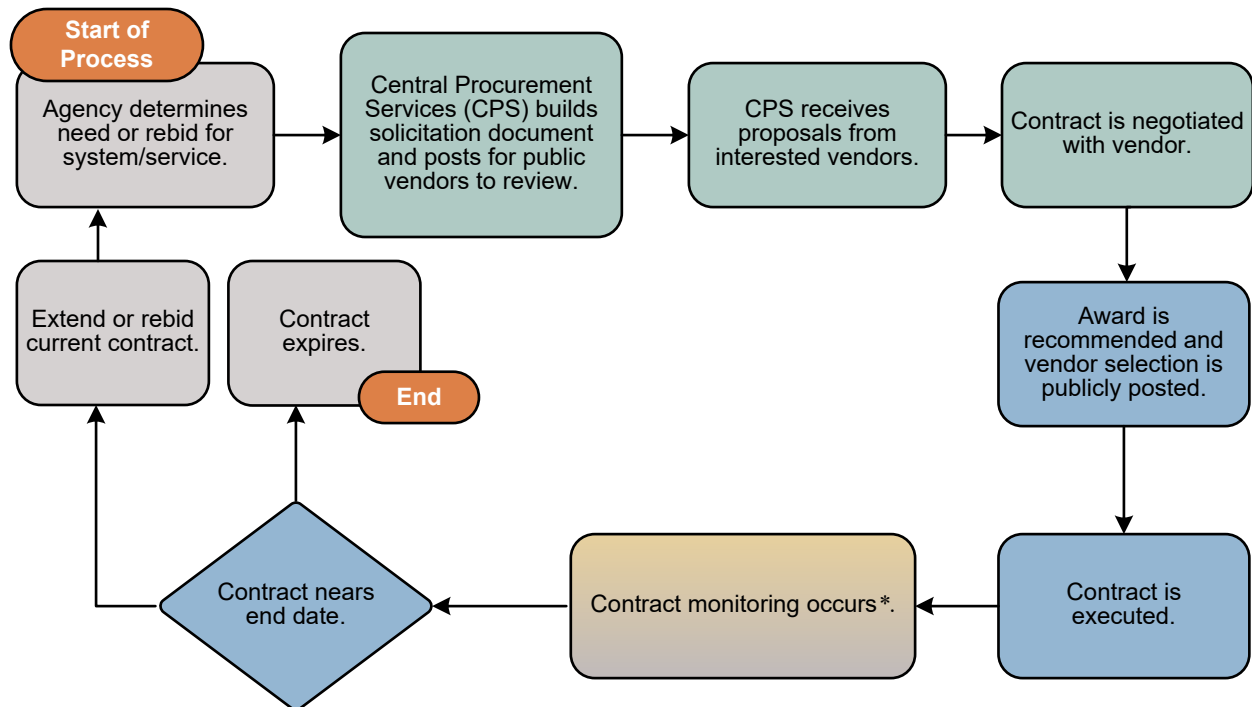 Start of
Process
Agency determines
need or rebid for
system/service.
Central Procurement
Services (CPS) builds
solicitation document
and posts for public
vendors to review.
CPS receives
proposals from
interested vendors.
Contract is negotiated
with vendor.
Award is
recommended and
vendor selection is
publicly posted.
Contract is
executed.
Contract monitoring occurs*.
Contract nears
end date.
Extend or rebid
current contract.
Contract
expires.
End